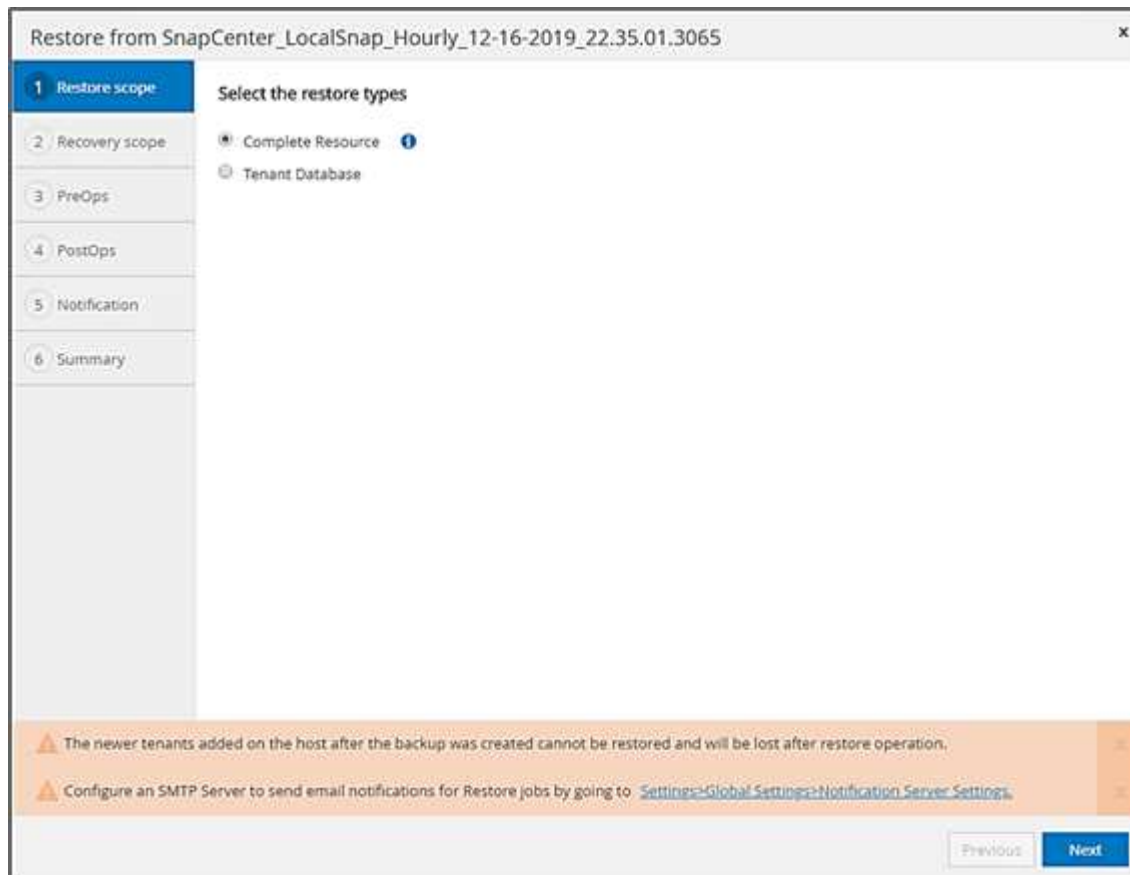 Restore from SnapCenter_LocalSnap_Hourly_12-16-2019_22.35.01.3065
x
1 Restore scope
2 Recovery scope
3 PreOps
4 PostOps
5 Notification
6 Summary
Select the restore types
Complete Resource i
Tenant Database
The newer tenants added on the host after the backup was created cannot be restored and will be lost after restore operation. x
Configure an SMTP Server to send email notifications for Restore jobs by going to Settings>Global Settings>Notification Server Settings. x
Previous Next